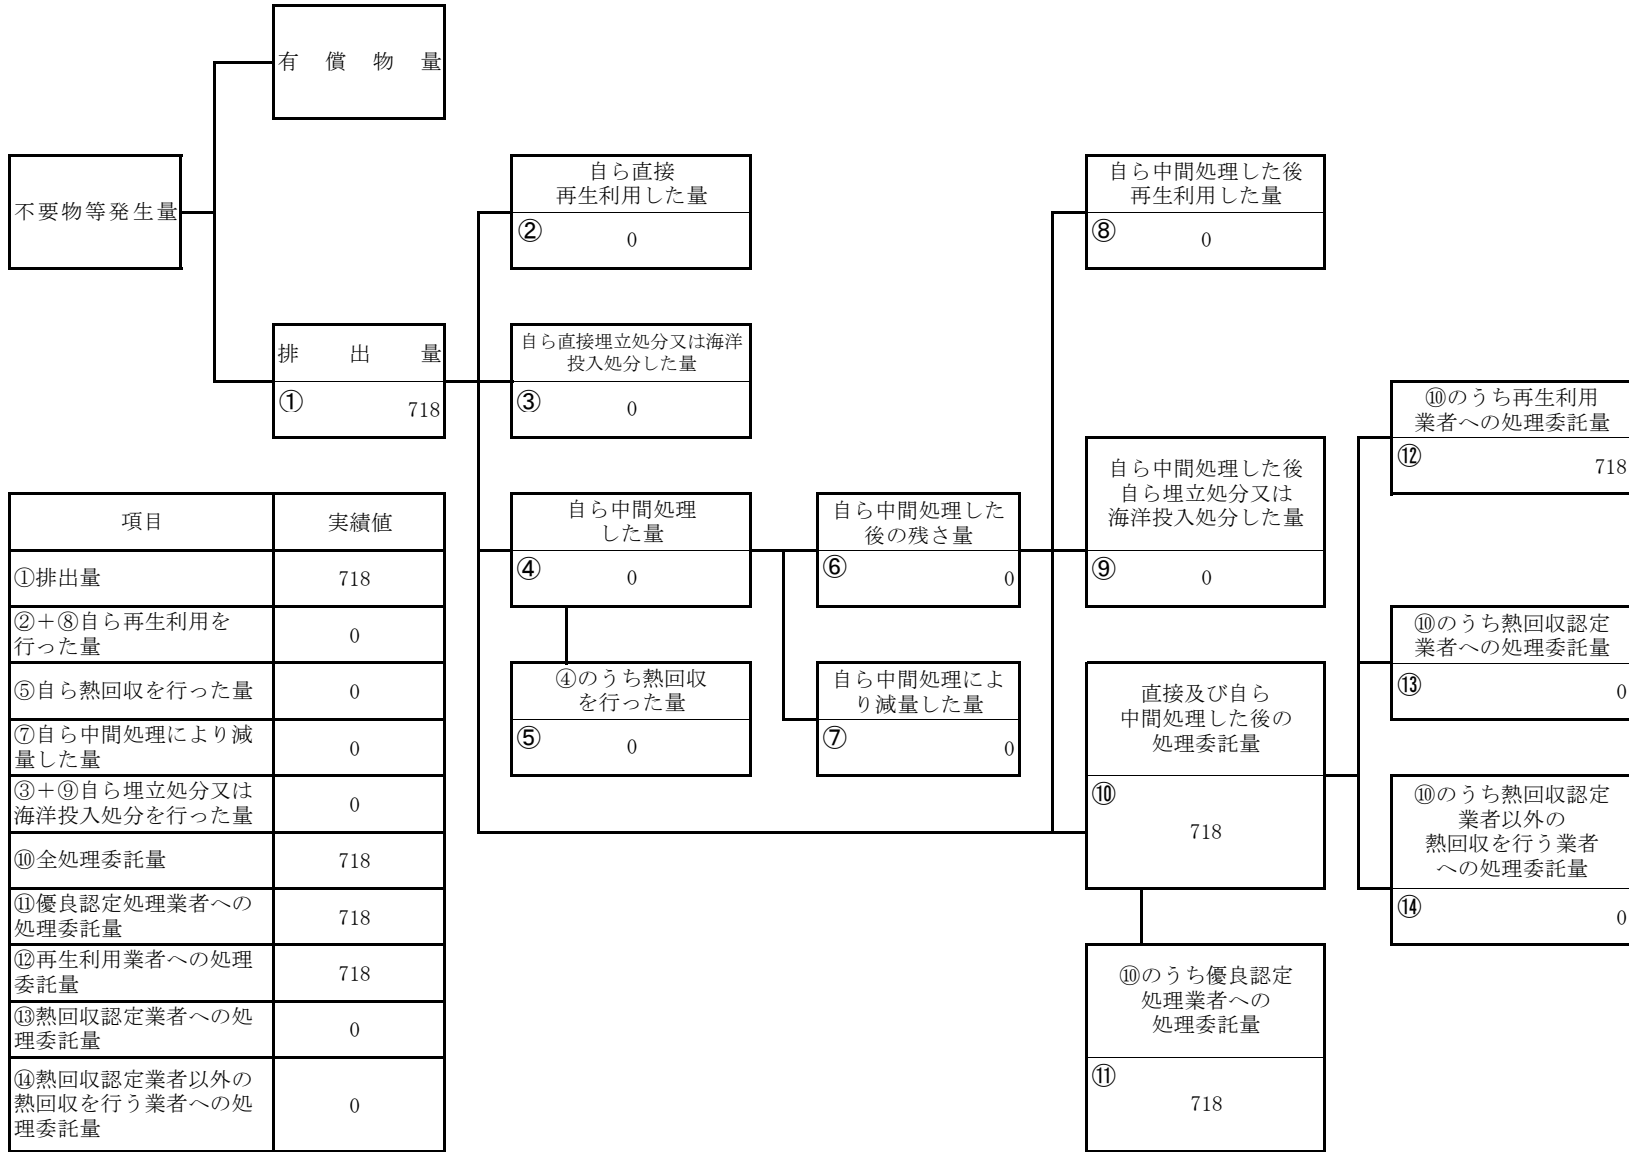 有償物量
不要物等発生量
排出量
① 718
自ら直接
再生利用した量
② 0
自ら直接埋立処分又は海洋
投入処分した量
③ 0
自ら中間処理
した量
④ 0
④のうち熱回収
を行った量
⑤ 0
自ら中間処理した
後の残さ量
⑥ 0
自ら中間処理によ
り減量した量
⑦ 0
自ら中間処理した後
再生利用した量
⑧ 0
自ら中間処理した後
自ら埋立処分又は
海洋投入処分した量
⑨ 0
直接及び自ら
中間処理した後の
処理委託量
⑩
718
⑩のうち優良認定
処理業者への
処理委託量
⑪
718
⑩のうち再生利用
業者への処理委託量
⑫ 718
⑩のうち熱回収認定
業者への処理委託量
⑬ 0
⑩のうち熱回収認定
業者以外の
熱回収を行う業者
への処理委託量
⑭ 0
項目 実績値
①排出量 718
②+⑧自ら再生利用を
行った量 0
⑤自ら熱回収を行った量 0
⑦自ら中間処理により減
量した量 0
③+⑨自ら埋立処分又は
海洋投入処分を行った量 0
⑩全処理委託量 718
⑪優良認定処理業者への
処理委託量 718
⑫再生利用業者への処理
委託量 718
⑬熱回収認定業者への処
理委託量 0
⑭熱回収認定業者以外の
熱回収を行う業者への処
理委託量 0